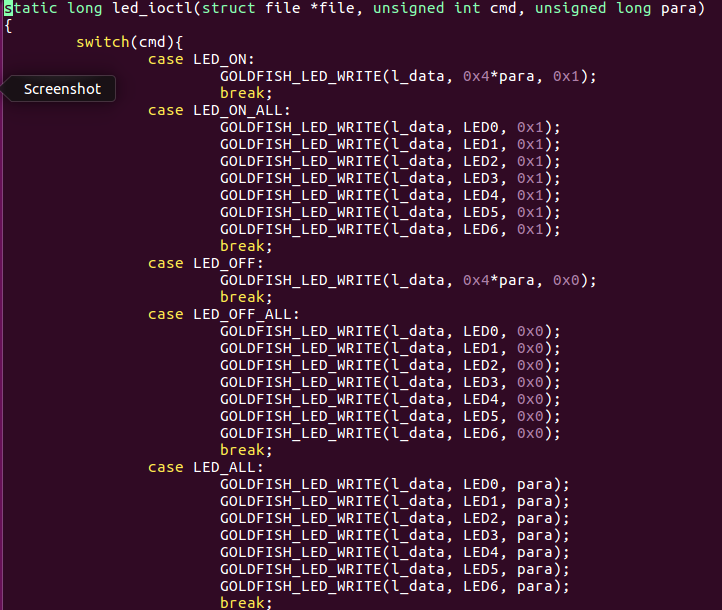 static long led_ioctl(struct file *file, unsigned int cmd, unsigned long para)
{
        switch(cmd){
                case LED_ON:
                        GOLDFISH_LED_WRITE(l_data, 0x4*para, 0x1);
                        break;
Screenshot
                case LED_ON_ALL:
                        GOLDFISH_LED_WRITE(l_data, LED0, 0x1);
                        GOLDFISH_LED_WRITE(l_data, LED1, 0x1);
                        GOLDFISH_LED_WRITE(l_data, LED2, 0x1);
                        GOLDFISH_LED_WRITE(l_data, LED3, 0x1);
                        GOLDFISH_LED_WRITE(l_data, LED4, 0x1);
                        GOLDFISH_LED_WRITE(l_data, LED5, 0x1);
                        GOLDFISH_LED_WRITE(l_data, LED6, 0x1);
                        break;
                case LED_OFF:
                        GOLDFISH_LED_WRITE(l_data, 0x4*para, 0x0);
                        break;
                case LED_OFF_ALL:
                        GOLDFISH_LED_WRITE(l_data, LED0, 0x0);
                        GOLDFISH_LED_WRITE(l_data, LED1, 0x0);
                        GOLDFISH_LED_WRITE(l_data, LED2, 0x0);
                        GOLDFISH_LED_WRITE(l_data, LED3, 0x0);
                        GOLDFISH_LED_WRITE(l_data, LED4, 0x0);
                        GOLDFISH_LED_WRITE(l_data, LED5, 0x0);
                        GOLDFISH_LED_WRITE(l_data, LED6, 0x0);
                        break;
                case LED_ALL:
                        GOLDFISH_LED_WRITE(l_data, LED0, para);
                        GOLDFISH_LED_WRITE(l_data, LED1, para);
                        GOLDFISH_LED_WRITE(l_data, LED2, para);
                        GOLDFISH_LED_WRITE(l_data, LED3, para);
                        GOLDFISH_LED_WRITE(l_data, LED4, para);
                        GOLDFISH_LED_WRITE(l_data, LED5, para);
                        GOLDFISH_LED_WRITE(l_data, LED6, para);
                        break;